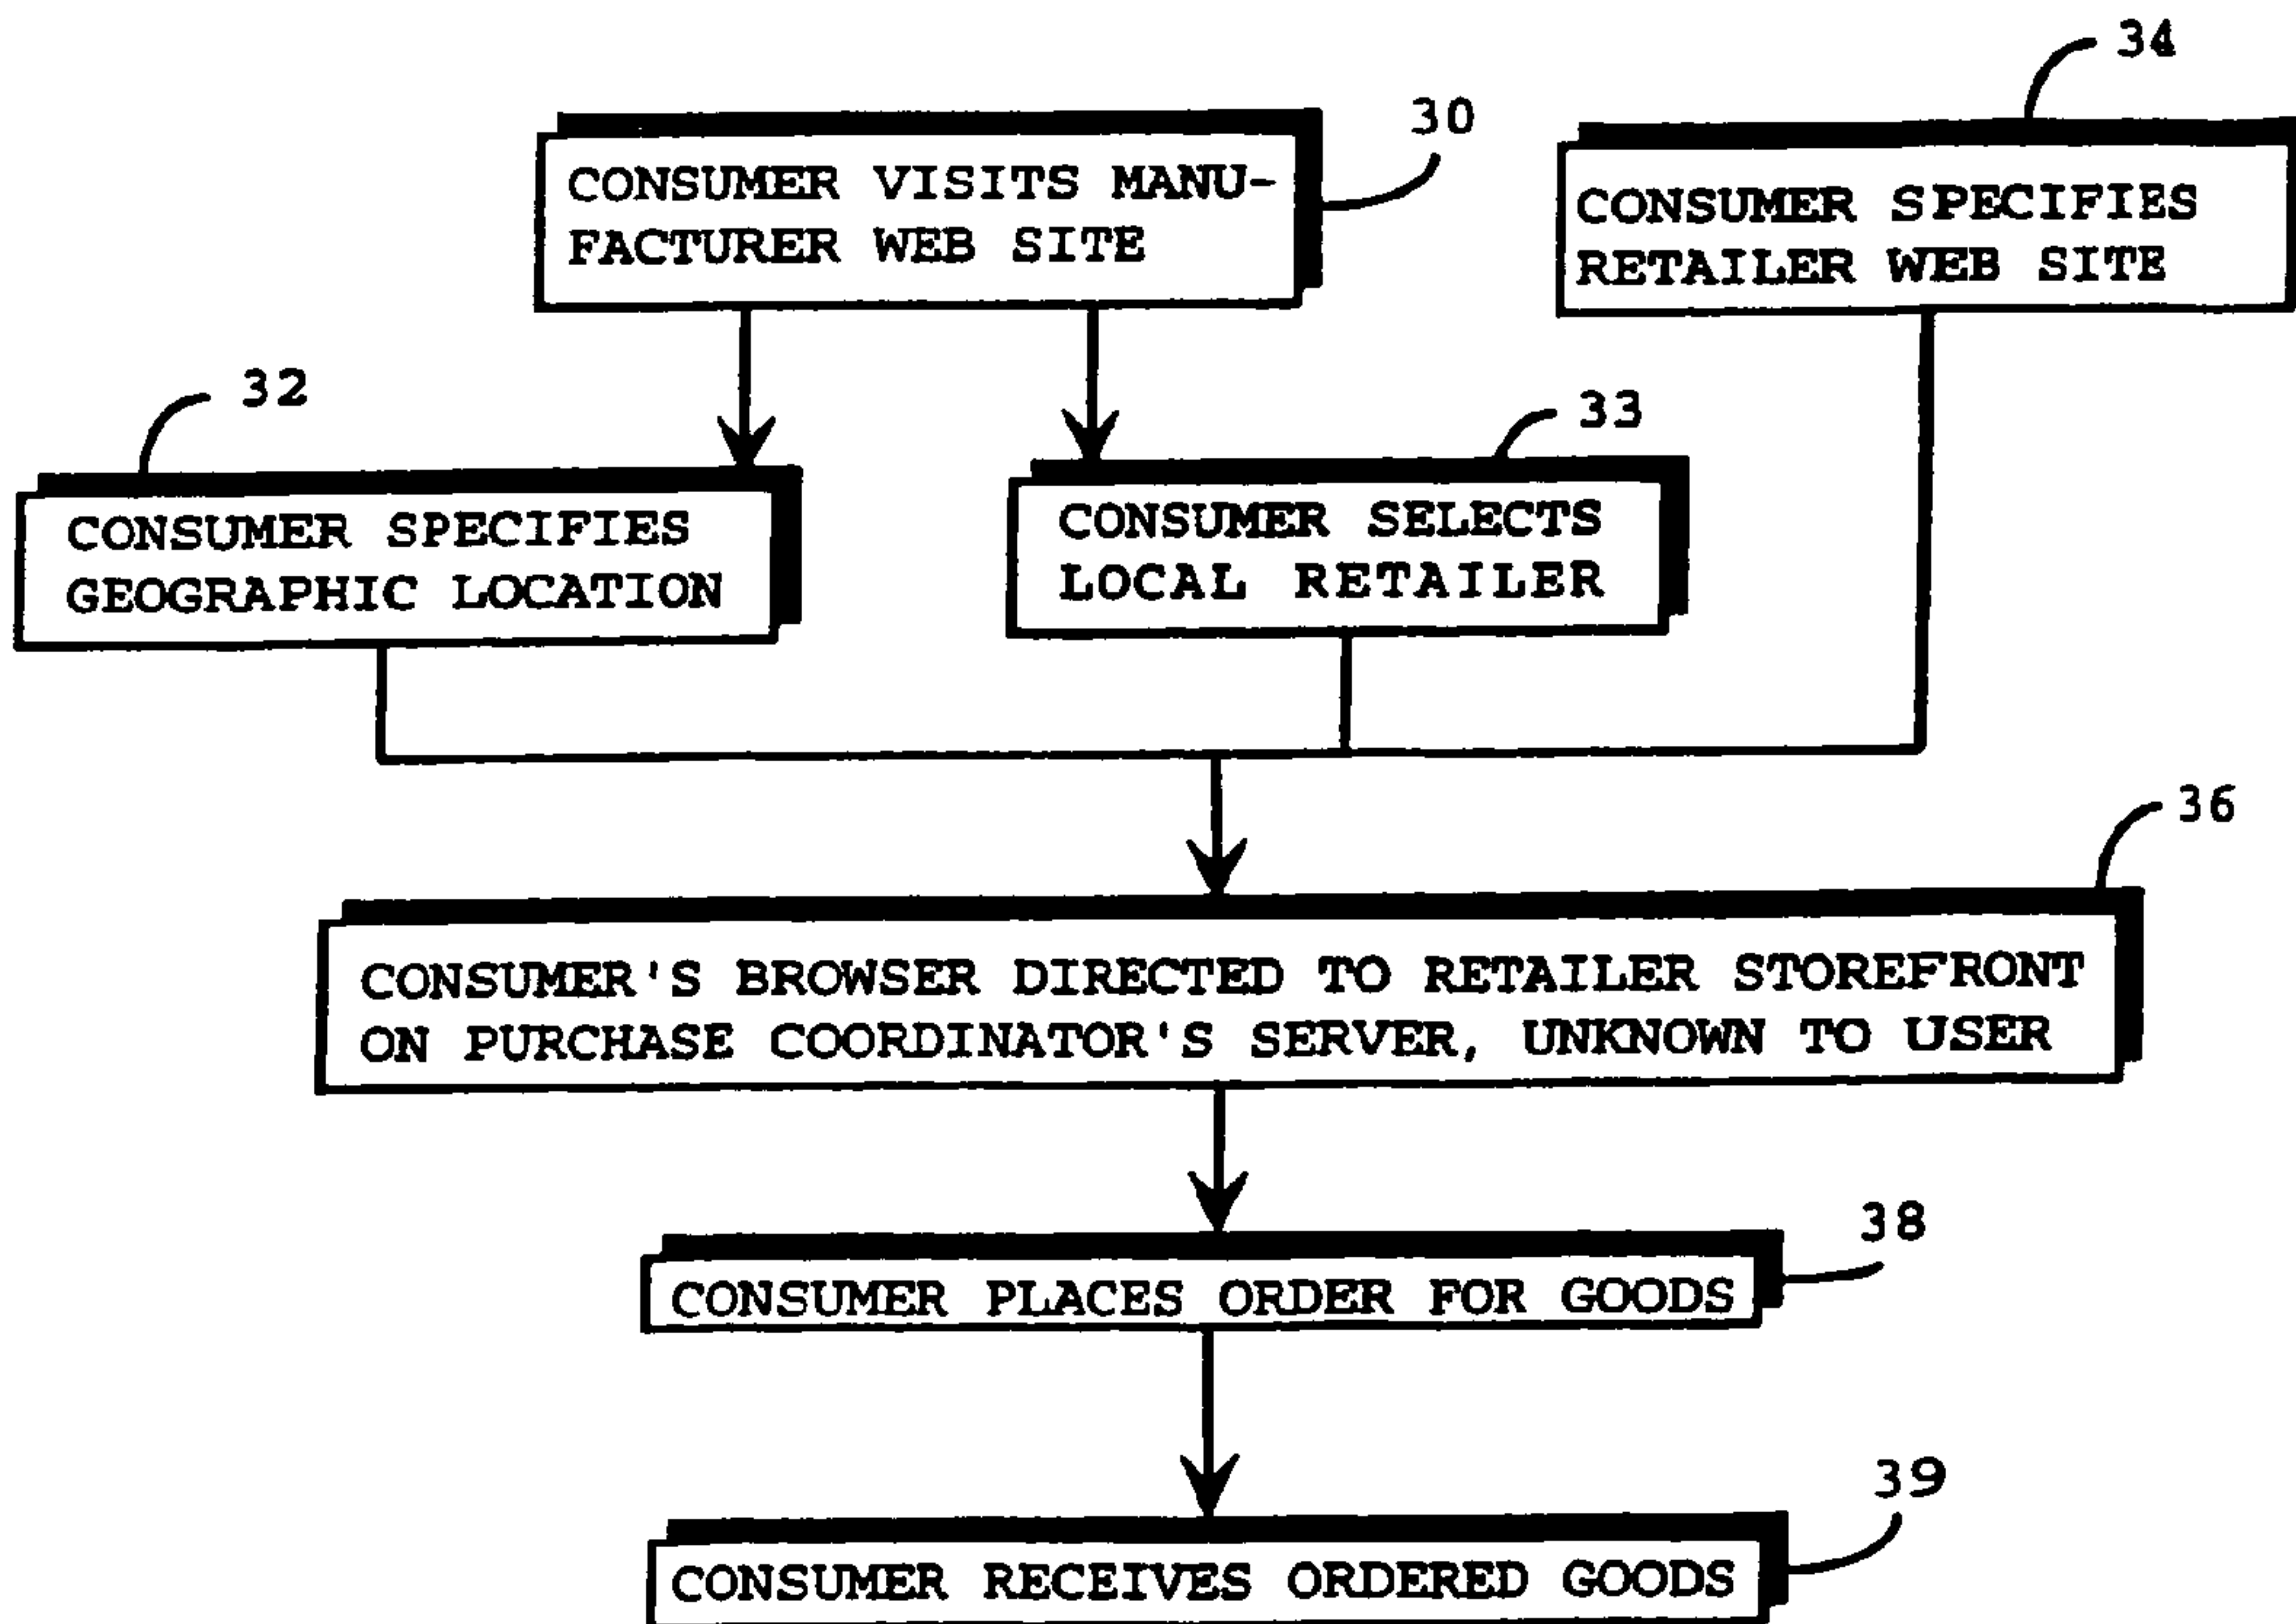 34
30
CONSUMER VISITS MANU-
FACTURER WEB SITE
CONSUMER SPECIFIES
RETAILER WEB SITE
32
33
CONSUMER SPECIFIES
GEOGRAPHIC LOCATION
CONSUMER SELECTS
LOCAL RETAILER
36
CONSUMER'S BROWSER DIRECTED TO RETAILER STOREFRONT
ON PURCHASE COORDINATOR'S SERVER, UNKNOWN TO USER
38
CONSUMER PLACES ORDER FOR GOODS
39
CONSUMER RECEIVES ORDERED GOODS